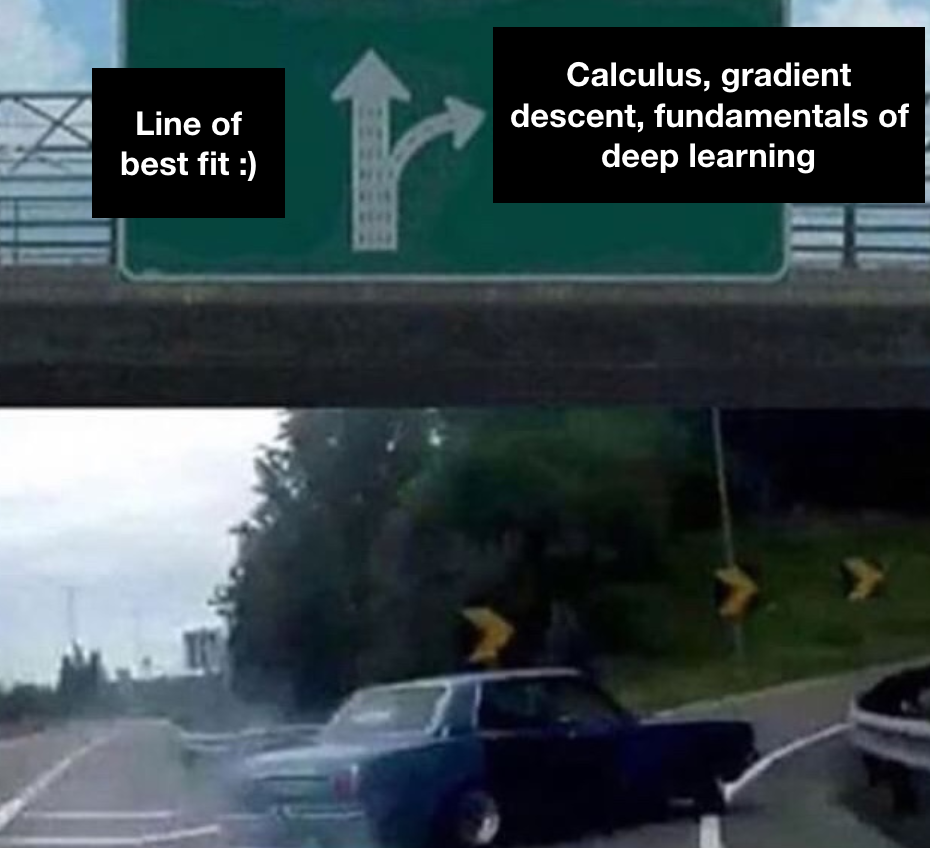 Line of
best fit :)
Calculus, gradient
descent, fundamentals of
deep learning